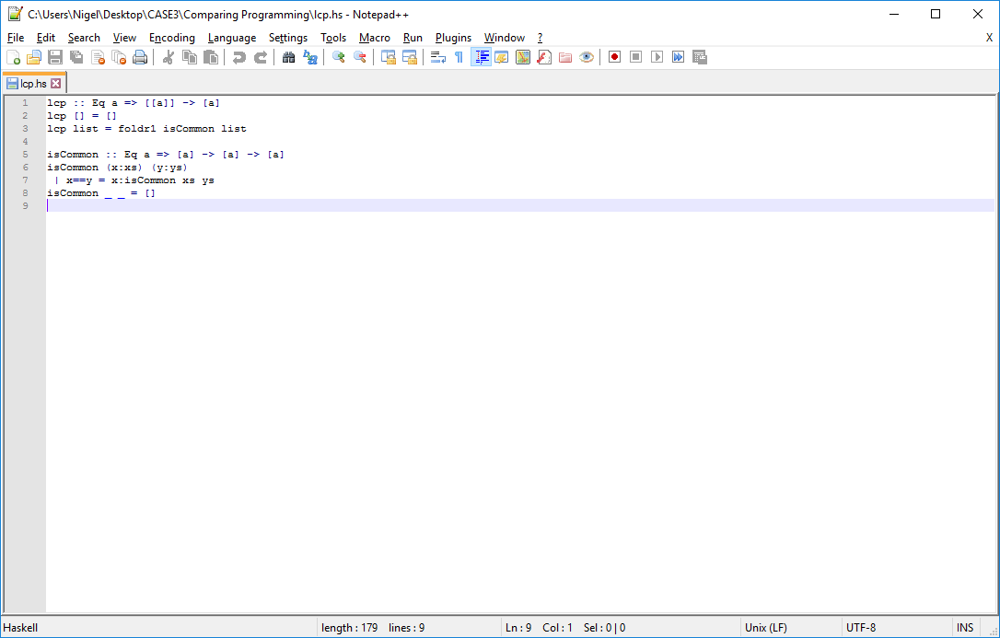 C:\Users\Nigel\Desktop\CASE3\Comparing Programming\lcp.hs - Notepad++
File Edit Search View Encoding Language Settings Tools Macro Run Plugins Window ? X
lcp.hs
1 lcp :: Eq a => [[a]] -> [a]
2 lcp [] = []
3 lcp list = foldr1 isCommon list
4
5 isCommon :: Eq a => [a] -> [a] -> [a]
6 isCommon (x:xs) (y:ys)
7  | x==y = x:isCommon xs ys
8 isCommon _ _ = []
9
Haskell length : 179 lines : 9 Ln : 9 Col : 1 Sel : 0 | 0 Unix (LF) UTF-8 INS